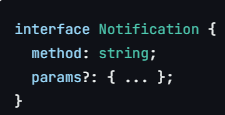 interface Notification {
method: string;
params?: { ... };
}